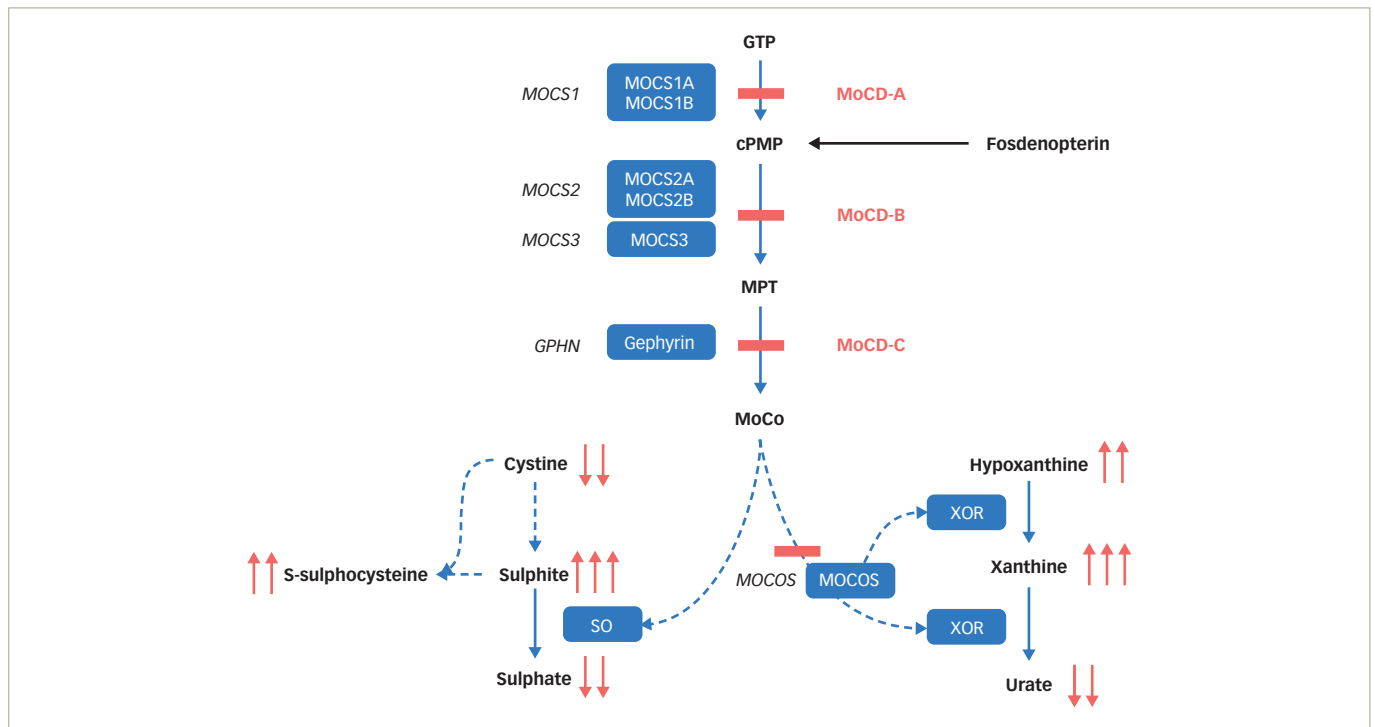 GTP
MOCS1
MOCS1A
MOCS1B
MoCD-A
cPMP
Fosdenopterin
MOCS2
MOCS2A
MOCS2B
MoCD-B
MOCS3
MOCS3
MPT
GPHN
Gephyrin
MoCD-C
MoCo
Cystine
Hypoxanthine
XOR
S-sulphocysteine
Sulphite
MOCOS
MOCOS
Xanthine
SO
XOR
Sulphate
Urate